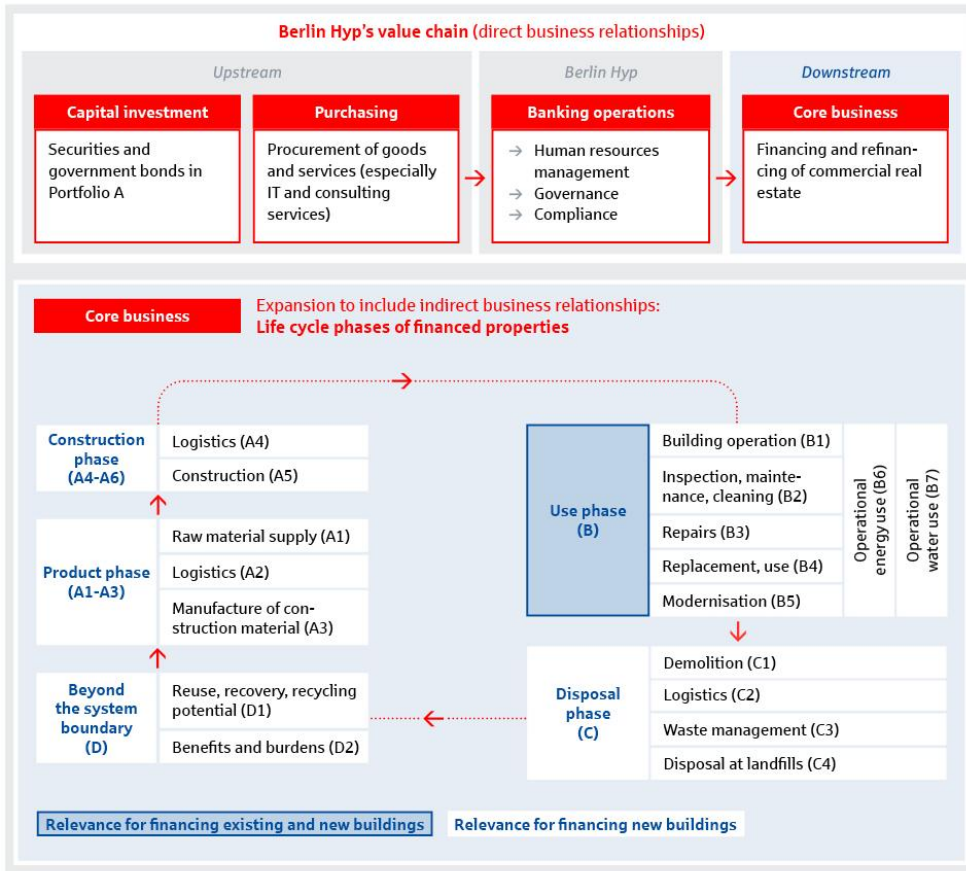 Berlin Hyp's value chain (direct business relationships)
Upstream
Berlin Hyp
Downstream
Capital investment
Securities and
government bonds in
Portfolio A
Purchasing
Procurement of goods
and services (especially
IT and consulting
services)
Banking operations
→ Human resources
management
→ Governance
→ Compliance
Core business
Financing and refinan-
cing of commercial real
estate
Core business
Expansion to include indirect business relationships:
Life cycle phases of financed properties
Construction
phase
(A4-A6)
Logistics (A4)
Construction (A5)
Product phase
(A1-A3)
Raw material supply (A1)
Logistics (A2)
Manufacture of con-
struction material (A3)
Beyond
the system
boundary
(D)
Reuse, recovery, recycling
potential (D1)
Benefits and burdens (D2)
Use phase
(B)
Building operation (B1)
Inspection, mainte-
nance, cleaning (B2)
Repairs (B3)
Replacement, use (B4)
Modernisation (B5)
Operational
energy use (B6)
Operational
water use (B7)
Disposal
phase
(C)
Demolition (C1)
Logistics (C2)
Waste management (C3)
Disposal at landfills (C4)
Relevance for financing existing and new buildings
Relevance for financing new buildings